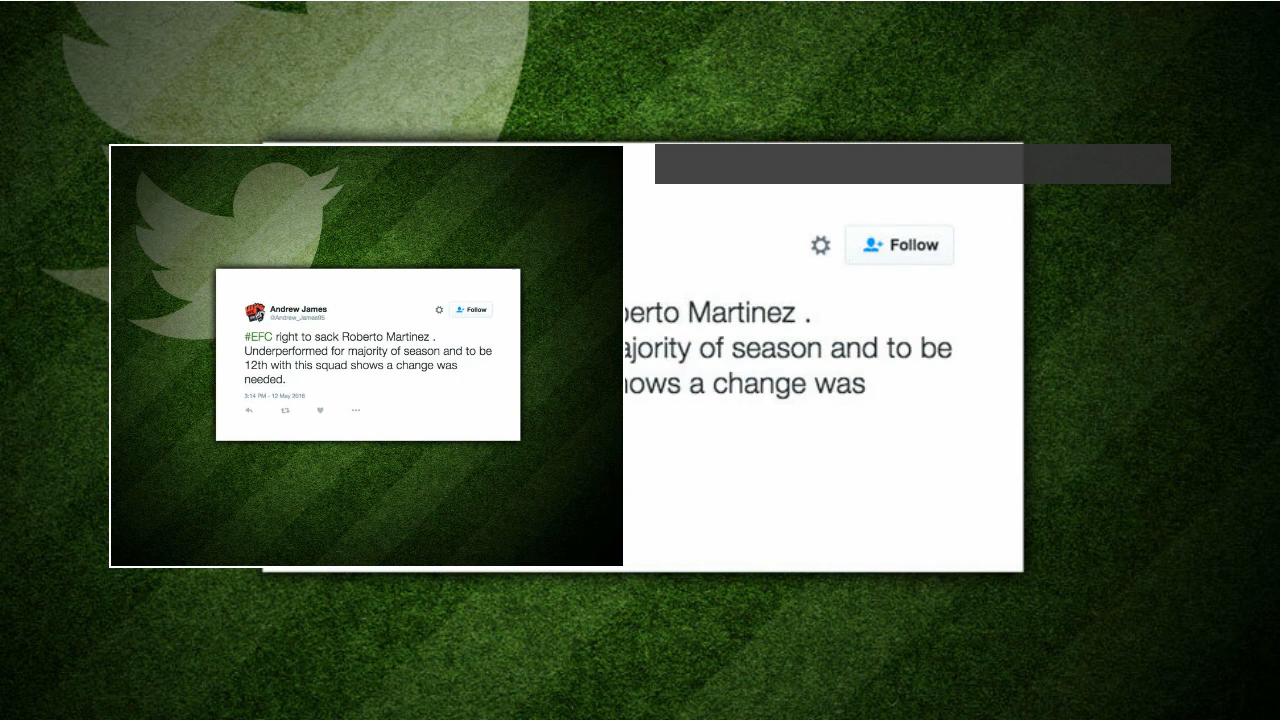 Andrew James
@Andrew_James95
Follow
#EFC right to sack Roberto Martinez .
Underperformed for majority of season and to be
12th with this squad shows a change was
needed.
3:14 PM - 12 May 2016
Follow
berto Martinez .
ajority of season and to be
hows a change was